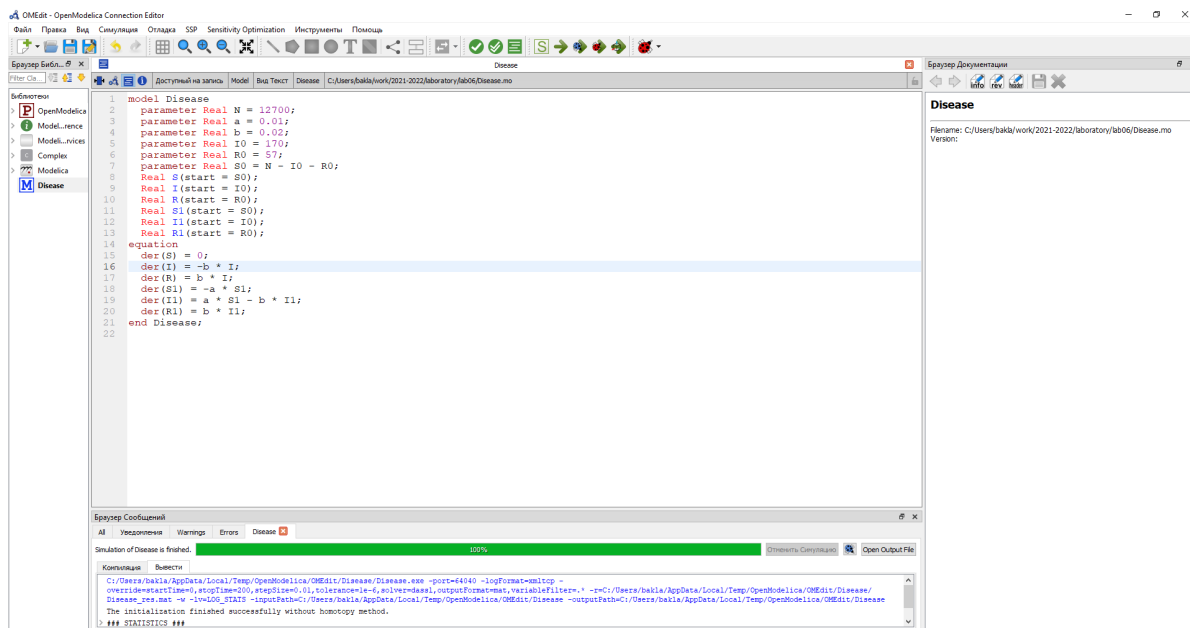 OMEdit - OpenModelica Connection Editor
Файл Правка Вид Симуляция Отладка SSP Sensitivity Optimization Инструменты Помощь
Браузер Библ...
Disease
Браузер Документации
Filter Cla...
Доступный на запись Model Вид Текст Disease C:/Users/bakla/work/2021-2022/laboratory/lab06/Disease.mo
info rev header
Библиотеки
P OpenModelica
Model...rence
Modeli...rvices
Complex
Modelica
M Disease
1 model Disease
2 parameter Real N = 12700;
3 parameter Real a = 0.01;
4 parameter Real b = 0.02;
5 parameter Real I0 = 170;
6 parameter Real R0 = 57;
7 parameter Real S0 = N - I0 - R0;
8 Real S(start = S0);
9 Real I(start = I0);
10 Real R(start = R0);
11 Real S1(start = S0);
12 Real I1(start = I0);
13 Real R1(start = R0);
14 equation
15 der(S) = 0;
16 der(I) = -b * I;
17 der(R) = b * I;
18 der(S1) = -a * S1;
19 der(I1) = a * S1 - b * I1;
20 der(R1) = b * I1;
21 end Disease;
22
Disease
Filename: C:/Users/bakla/work/2021-2022/laboratory/lab06/Disease.mo
Version:
Браузер Сообщений
All Уведомления Warnings Errors Disease
Simulation of Disease is finished. 100% Отменить Симуляцию Open Output File
Компиляция Вывести
C:/Users/bakla/AppData/Local/Temp/OpenModelica/OMEdit/Disease/Disease.exe -port=64040 -logFormat=xmltcp -
override=startTime=0,stopTime=200,stepSize=0.01,tolerance=1e-6,solver=dassl,outputFormat=mat,variableFilter=.* -r=C:/Users/bakla/AppData/Local/Temp/OpenModelica/OMEdit/Disease/
Disease_res.mat -w -lv=LOG_STATS -inputPath=C:/Users/bakla/AppData/Local/Temp/OpenModelica/OMEdit/Disease -outputPath=C:/Users/bakla/AppData/Local/Temp/OpenModelica/OMEdit/Disease
The initialization finished successfully without homotopy method.
### STATISTICS ###